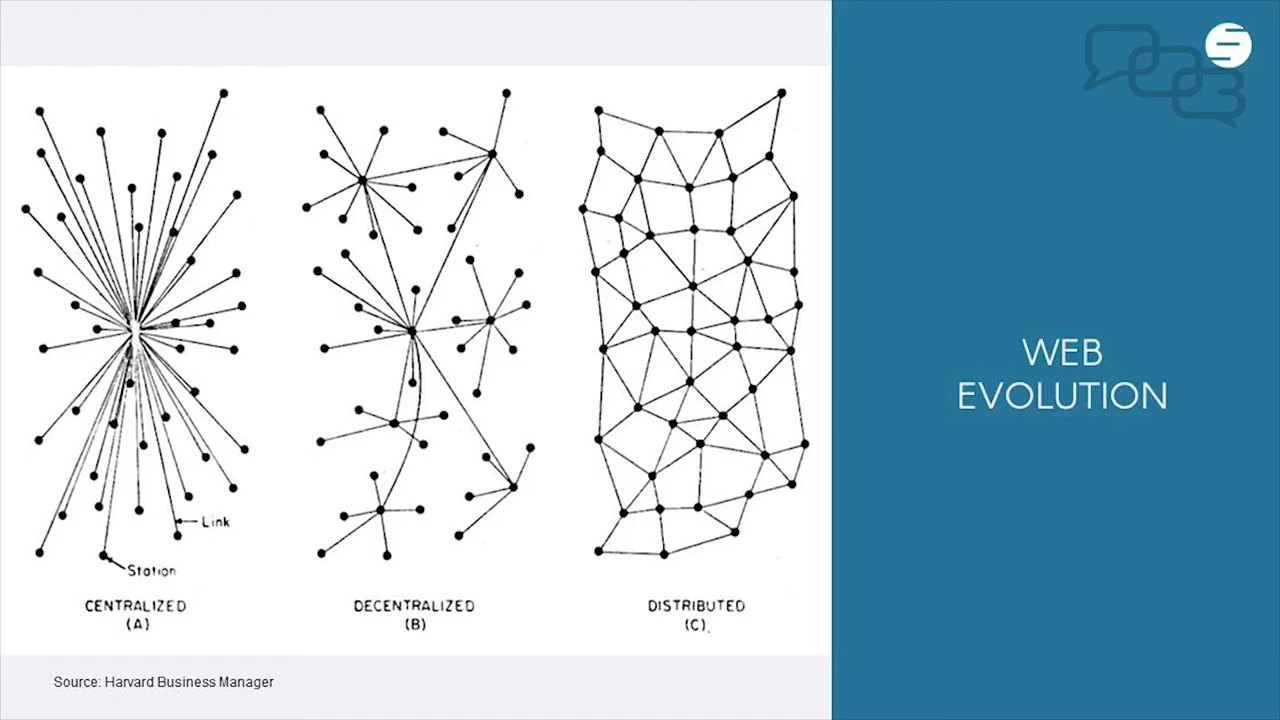 Link
Station
CENTRALIZED
(A)
DECENTRALIZED
(B)
DISTRIBUTED
(C).
WEB
EVOLUTION
Source: Harvard Business Manager